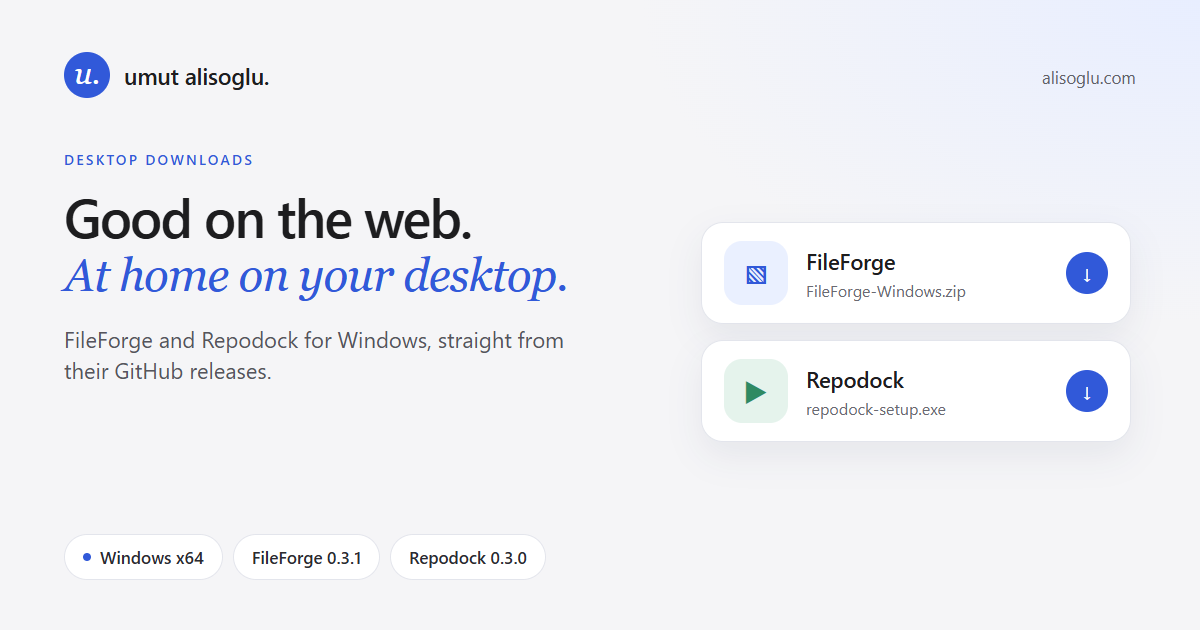 u.
umut alisoglu.
alisoglu.com
DESKTOP DOWNLOADS
Good on the web.
At home on your desktop.
FileForge and Repodock for Windows, straight from
their GitHub releases.
FileForge
FileForge-Windows.zip
↓
Repodock
repodock-setup.exe
↓
Windows x64
FileForge 0.3.1
Repodock 0.3.0